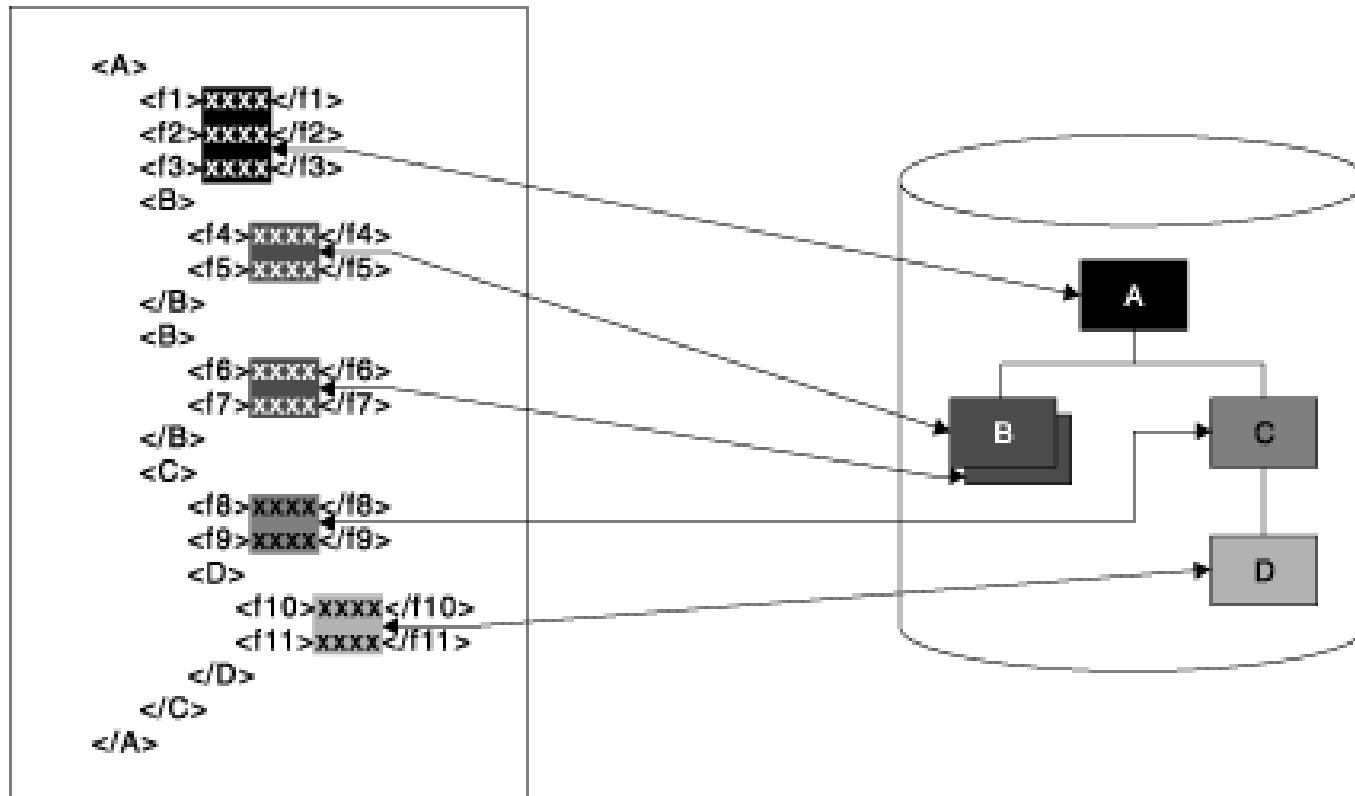 <A>
<f1>xxxx</f1>
<f2>xxxx</f2>
<f3>xxxx</f3>
<B>
<f4>xxxx</f4>
<f5>xxxx</f5>
</B>
<B>
<f6>xxxx</f6>
<f7>xxxx</f7>
</B>
<C>
<f8>xxxx</f8>
<f9>xxxx</f9>
<D>
<f10>xxxx</f10>
<f11>xxxx</f11>
</D>
</C>
</A>
A
B
C
D